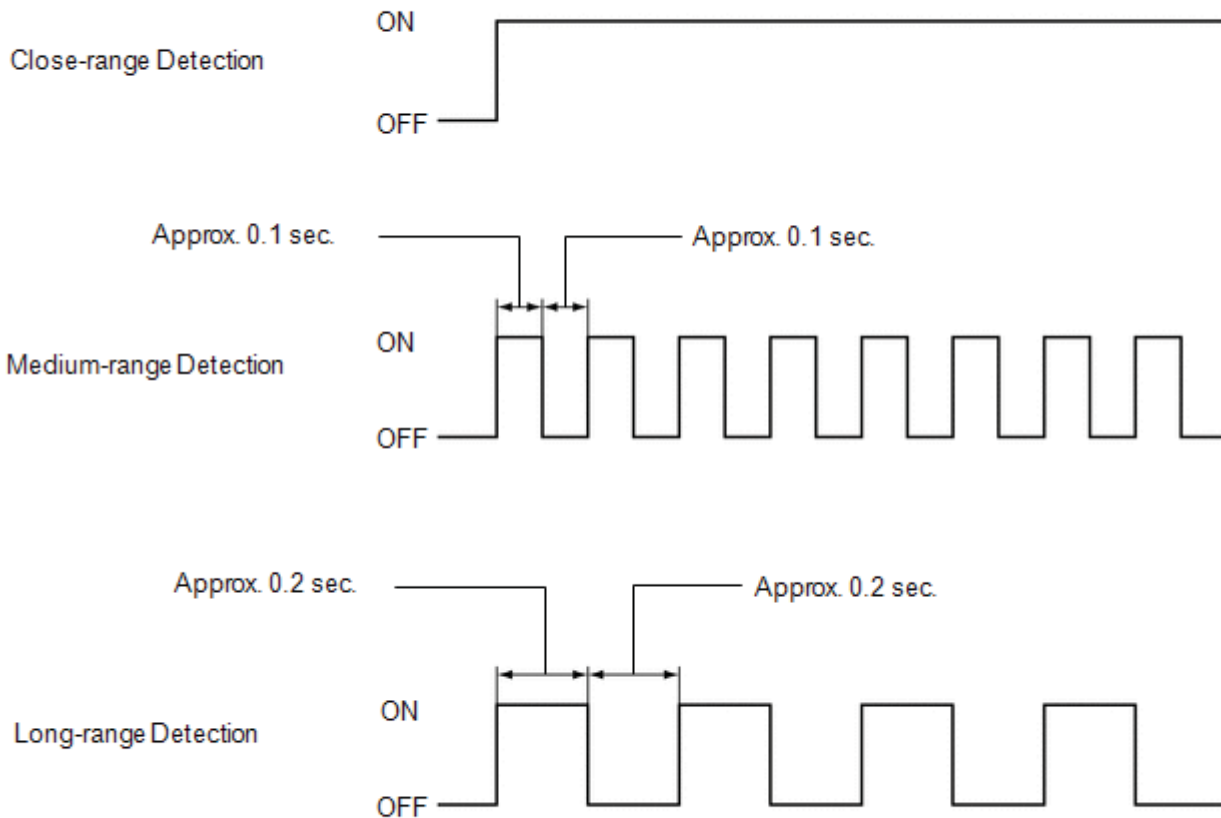 ON
Close-range Detection
OFF
Approx. 0.1 sec.
Approx. 0.1 sec.
ON
Medium-range Detection
OFF
Approx. 0.2 sec.
Approx. 0.2 sec.
ON
Long-range Detection
OFF